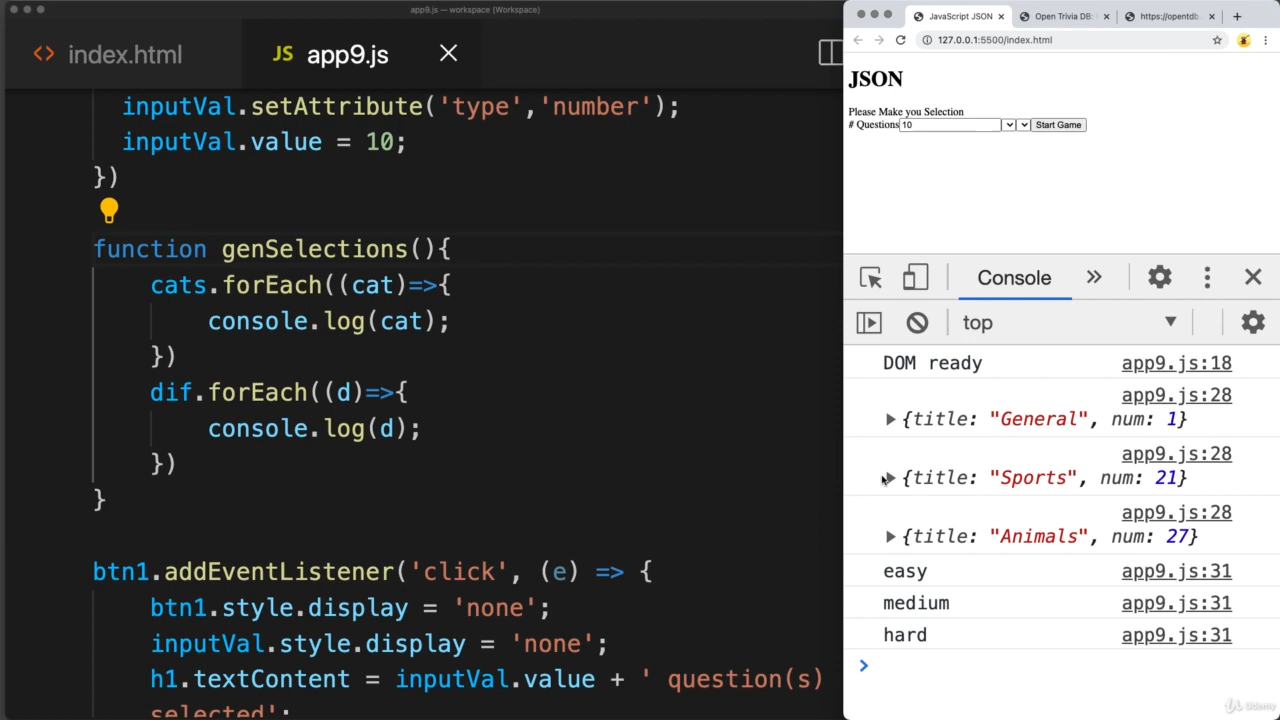 app9.js — workspace (Workspace)
index.html
JS app9.js
inputVal.setAttribute('type','number');
inputVal.value = 10;
})
function genSelections(){
cats.forEach((cat)=>{
console.log(cat);
})
dif.forEach((d)=>{
console.log(d);
})
}
btn1.addEventListener('click', (e) => {
btn1.style.display = 'none';
inputVal.style.display = 'none';
h1.textContent = inputVal.value + ' question(s)
selected';
JavaScript JSON
Open Trivia DB:
https://opentdb.
127.0.0.1:5500/index.html
JSON
Please Make you Selection
# Questions 10 Start Game
Console
top
DOM ready app9.js:18
app9.js:28
{title: "General", num: 1}
app9.js:28
{title: "Sports", num: 21}
app9.js:28
{title: "Animals", num: 27}
easy app9.js:31
medium app9.js:31
hard app9.js:31
Udemy